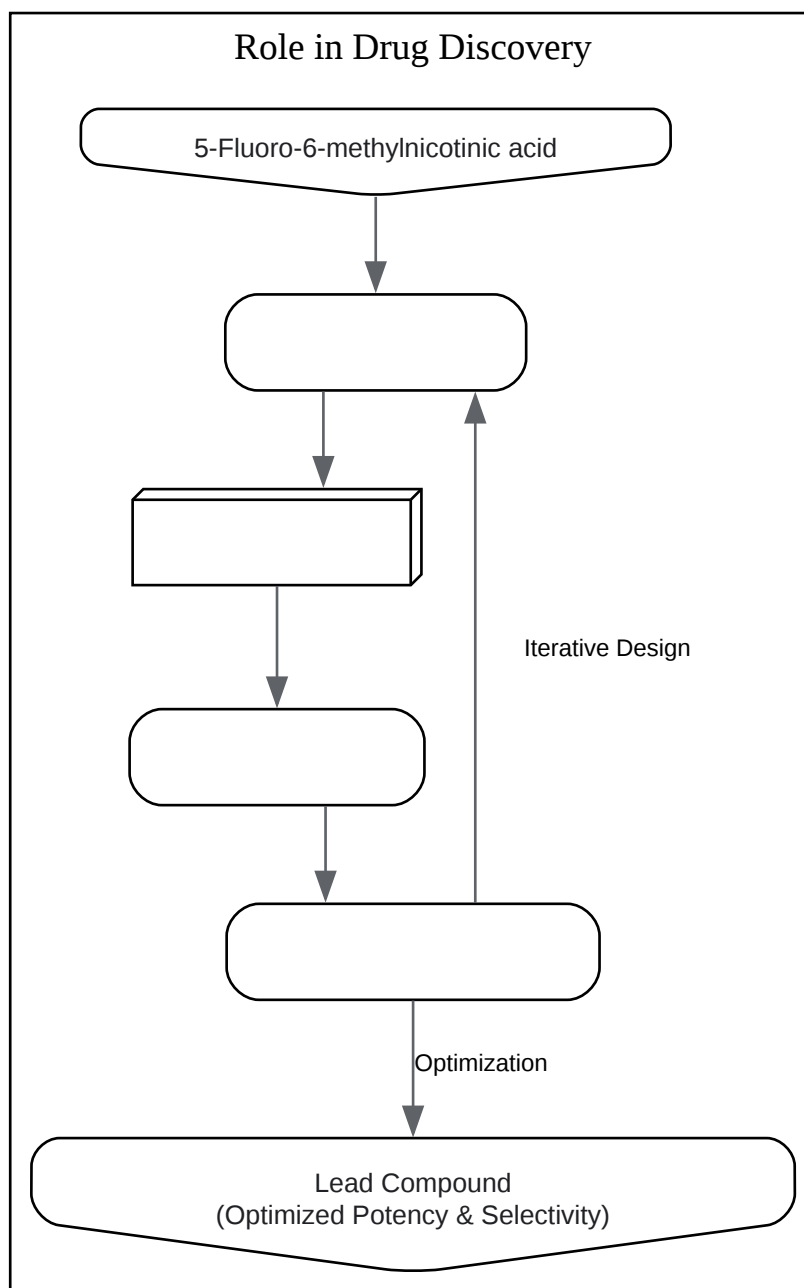 Role in Drug Discovery
5-Fluoro-6-methylnicotinic acid
Iterative Design
Optimization
Lead Compound
(Optimized Potency & Selectivity)